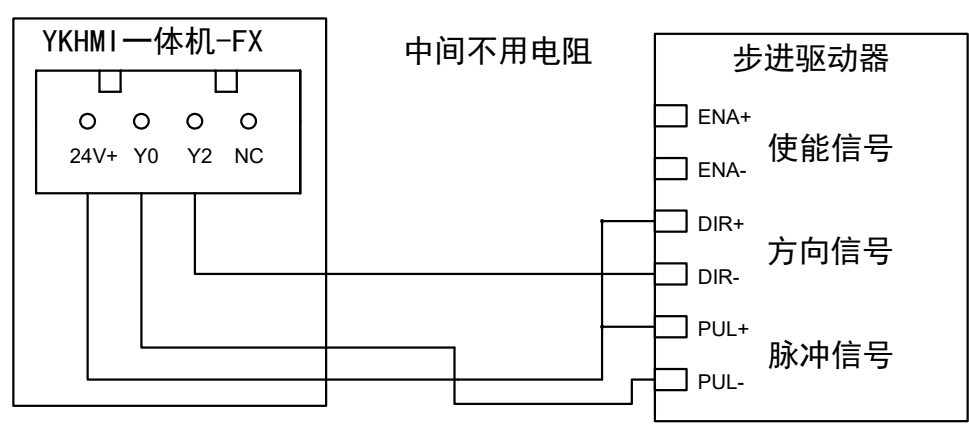 YKHMI一体机-FX
24V+ Y0 Y2 NC
中间不用电阻
步进驱动器
ENA+
使能信号
ENA-
DIR+
方向信号
DIR-
PUL+
脉冲信号
PUL-